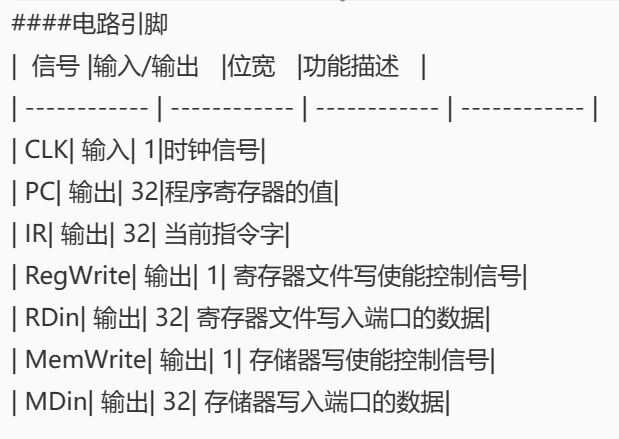 ####电路引脚
| 信号 |输入/输出 |位宽 |功能描述 |
| ------------ | ------------ | ------------ | ------------ |
| CLK| 输入| 1|时钟信号|
| PC| 输出| 32|程序寄存器的值|
| IR| 输出| 32| 当前指令字|
| RegWrite| 输出| 1| 寄存器文件写使能控制信号|
| RDin| 输出| 32| 寄存器文件写入端口的数据|
| MemWrite| 输出| 1| 存储器写使能控制信号|
| MDin| 输出| 32| 存储器写入端口的数据|